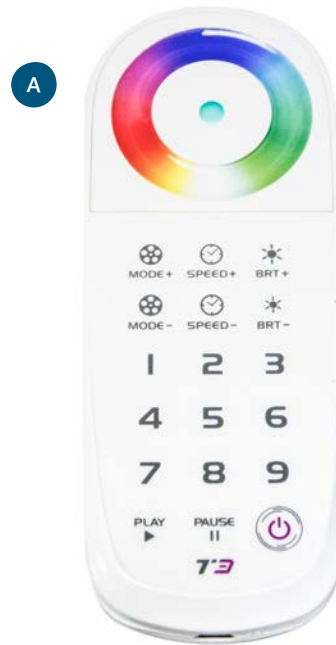 A
MODE+ SPEED+ BRT+
MODE- SPEED- BRT-
1 2 3
4 5 6
7 8 9
PLAY PAUSE
T3